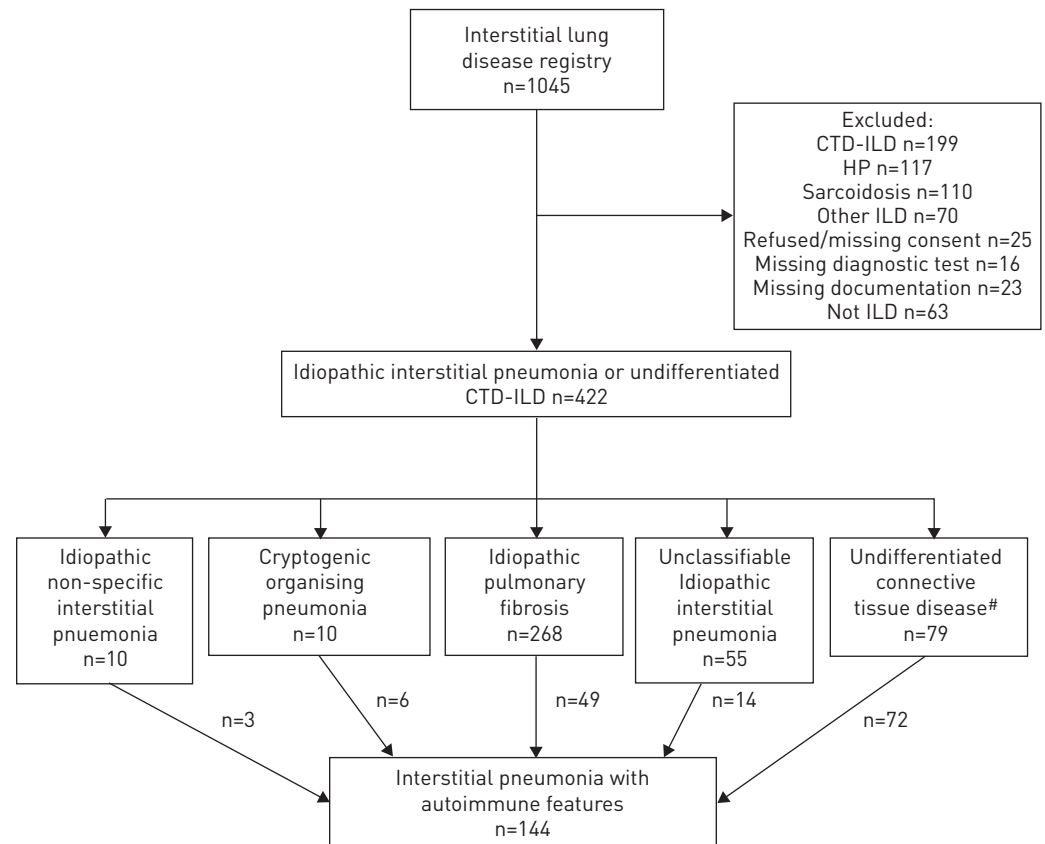 Interstitial lung
disease registry
n=1045
Excluded:
CTD-ILD n=199
HP n=117
Sarcoidosis n=110
Other ILD n=70
Refused/missing consent n=25
Missing diagnostic test n=16
Missing documentation n=23
Not ILD n=63
Idiopathic interstitial pneumonia or undifferentiated
CTD-ILD n=422
Idiopathic
non-specific
interstitial
pnuemonia
n=10
Cryptogenic
organising
pneumonia
n=10
Idiopathic
pulmonary
fibrosis
n=268
Unclassifiable
Idiopathic
interstitial
pneumonia
n=55
Undifferentiated
connective
tissue disease#
n=79
n=3
n=6
n=49
n=14
n=72
Interstitial pneumonia with
autoimmune features
n=144